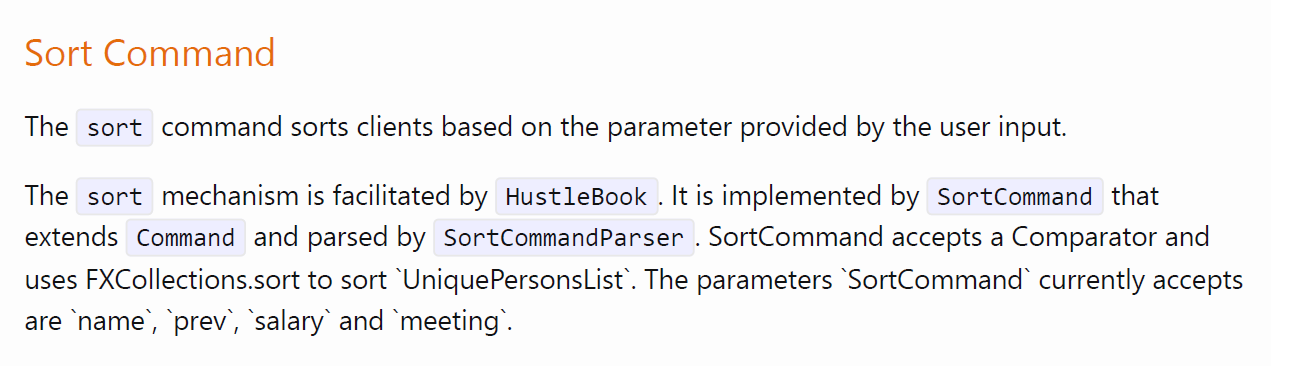 Sort Command
The sort command sorts clients based on the parameter provided by the user input.
The sort mechanism is facilitated by HustleBook. It is implemented by SortCommand that
extends Command and parsed by SortCommandParser. SortCommand accepts a Comparator and
uses FXCollections.sort to sort `UniquePersonsList`. The parameters `SortCommand` currently accepts
are `name`, `prev`, `salary` and `meeting`.